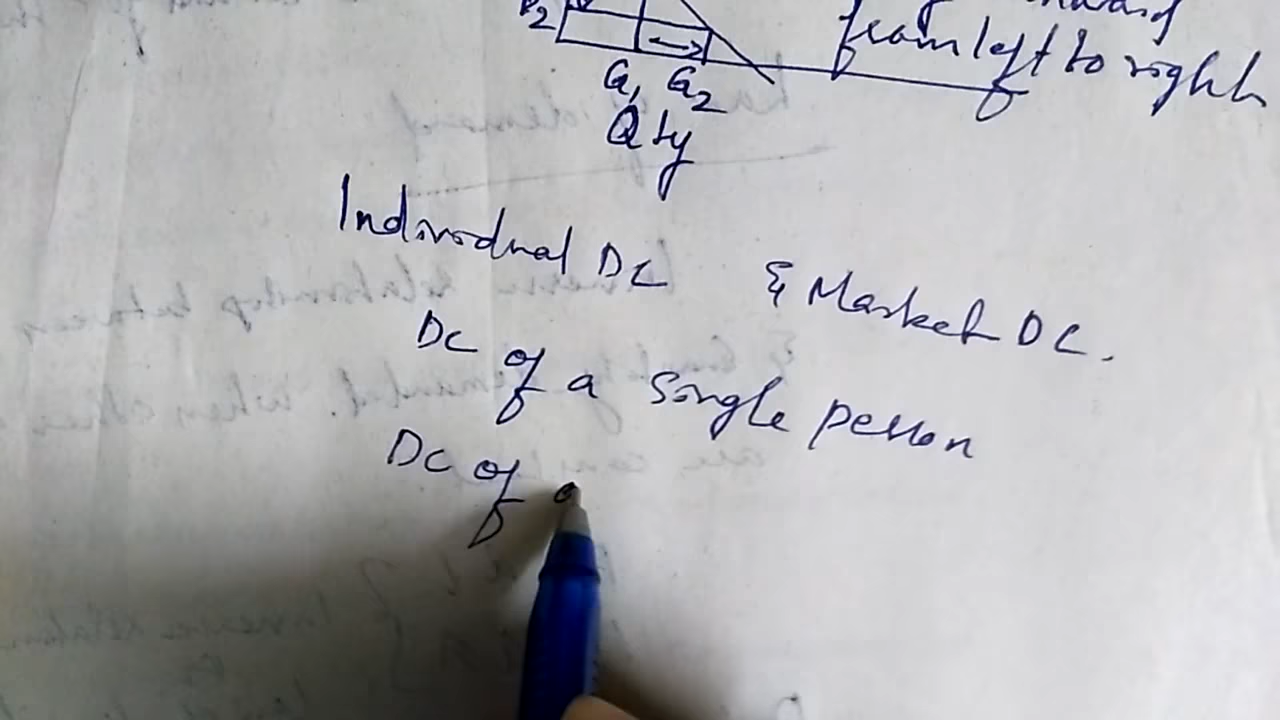 P2
from left to right
Q1 Q2
Qty
Individual DC & Market DC.
DC of a single person
DC of a